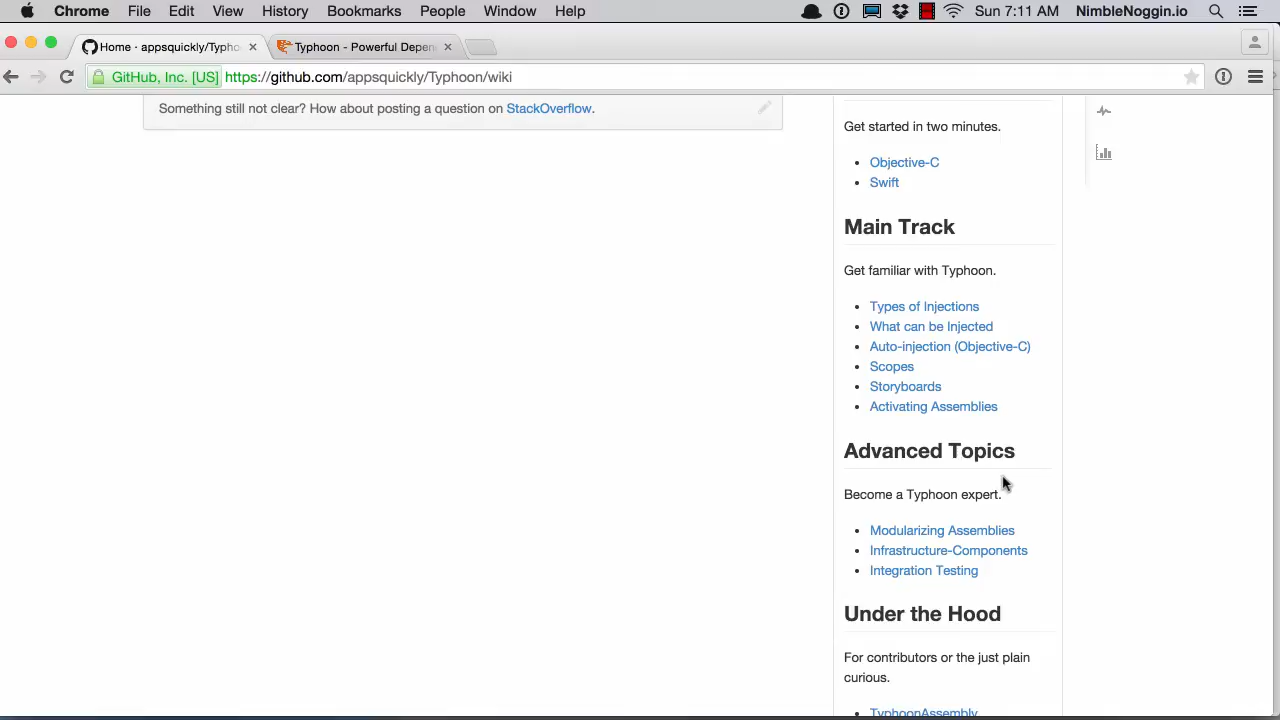 Chrome File Edit View History Bookmarks People Window Help Sun 7:11 AM NimbleNoggin.io
Home · appsquickly/Typho
Typhoon - Powerful Depen
GitHub, Inc. [US] https://github.com/appsquickly/Typhoon/wiki
Something still not clear? How about posting a question on StackOverflow.
Get started in two minutes.
Objective-C
Swift
Main Track
Get familiar with Typhoon.
Types of Injections
What can be Injected
Auto-injection (Objective-C)
Scopes
Storyboards
Activating Assemblies
Advanced Topics
Become a Typhoon expert.
Modularizing Assemblies
Infrastructure-Components
Integration Testing
Under the Hood
For contributors or the just plain
curious.
TyphoonAssembly